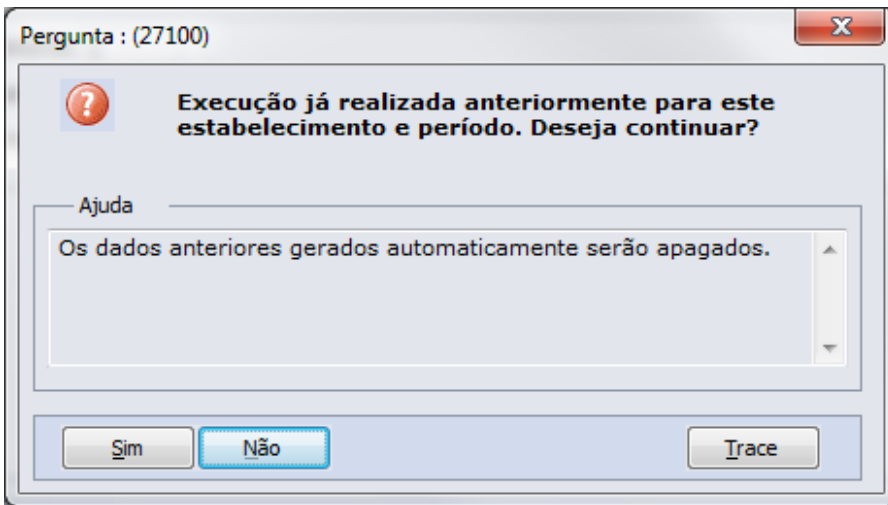 Pergunta : (27100)
Execução já realizada anteriormente para este
estabelecimento e período. Deseja continuar?
Ajuda
Os dados anteriores gerados automaticamente serão apagados.
Sim Não Trace